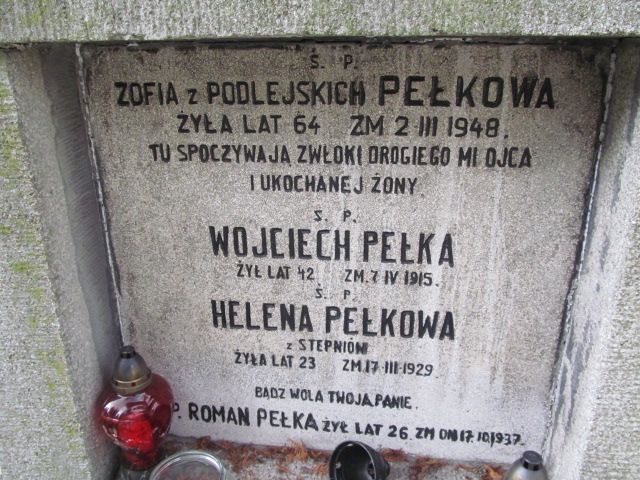 Ś. P.
ZOFIA z PODLEJSKICH PEŁKOWA
ŻYŁA LAT 64 ZM 2·III 1948.
TU SPOCZYWAJĄ ZWŁOKI DROGIEGO MI OJCA
I UKOCHANEJ ŻONY.
Ś. P.
WOJCIECH PEŁKA
ŻYŁ LAT 42. ZM. 7 IV 1915.
Ś. P.
HELENA PEŁKOWA
z STEPNIÓW
ŻYŁA LAT 23 ZM. 17·III·1929.
BĄDZ WOLA TWOJA PANIE.
P. ROMAN PEŁKA ŻYŁ LAT 26. ZM DN 17.10.1937.